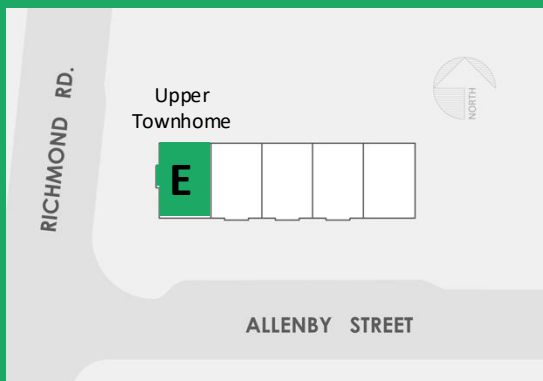 RICHMOND RD.
Upper
Townhome
NORTH
E
ALLENBY STREET